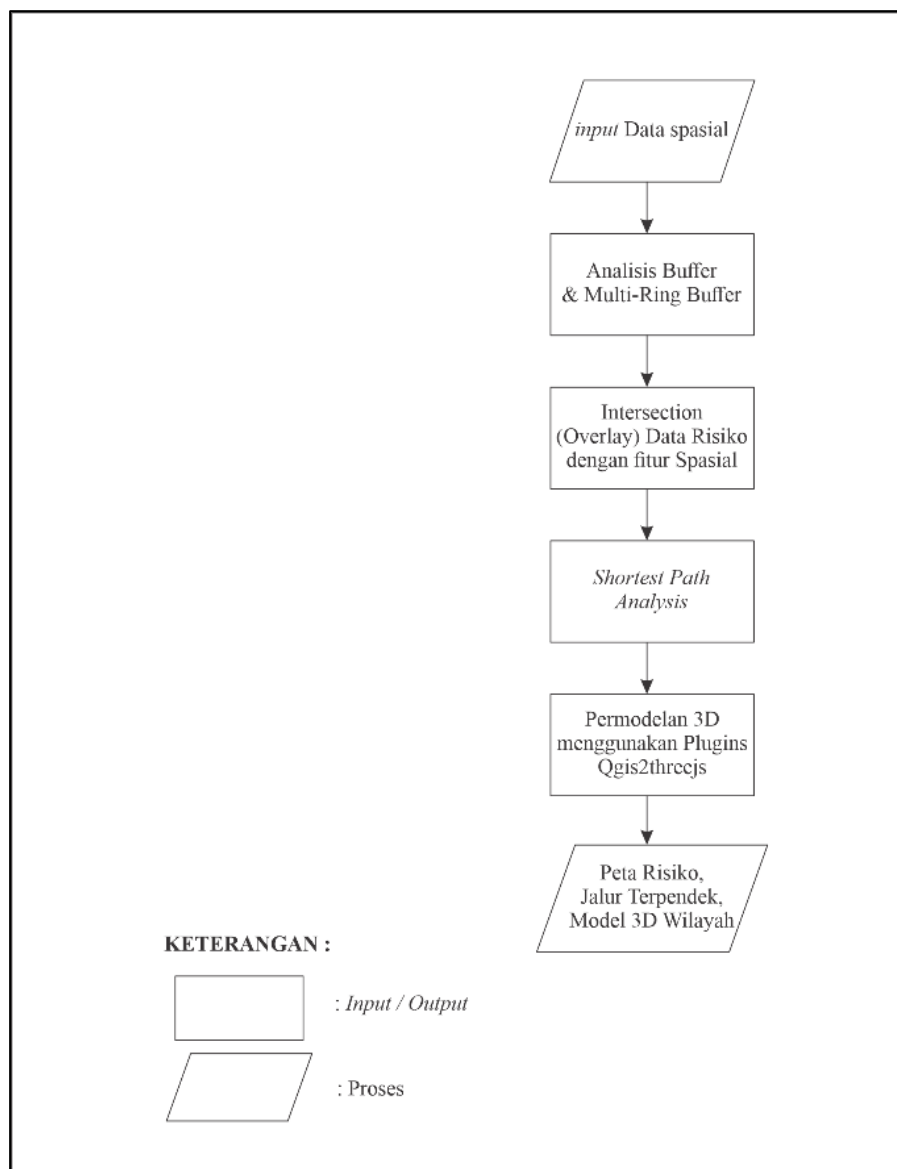 input Data spasial
Analisis Buffer
& Multi-Ring Buffer
Intersection
(Overlay) Data Risiko
dengan fitur Spasial
Shortest Path
Analysis
Permodelan 3D
menggunakan Plugins
Qgis2threejs
Peta Risiko,
Jalur Terpendek,
Model 3D Wilayah
KETERANGAN :
: Input / Output
: Proses